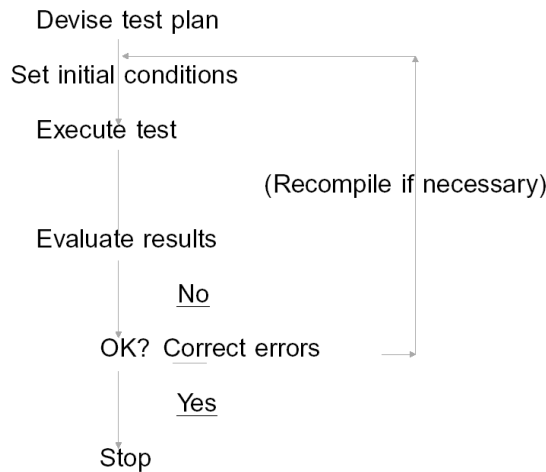 Devise test plan
Set initial conditions
Execute test
(Recompile if necessary)
Evaluate results
No
OK? Correct errors
Yes
Stop